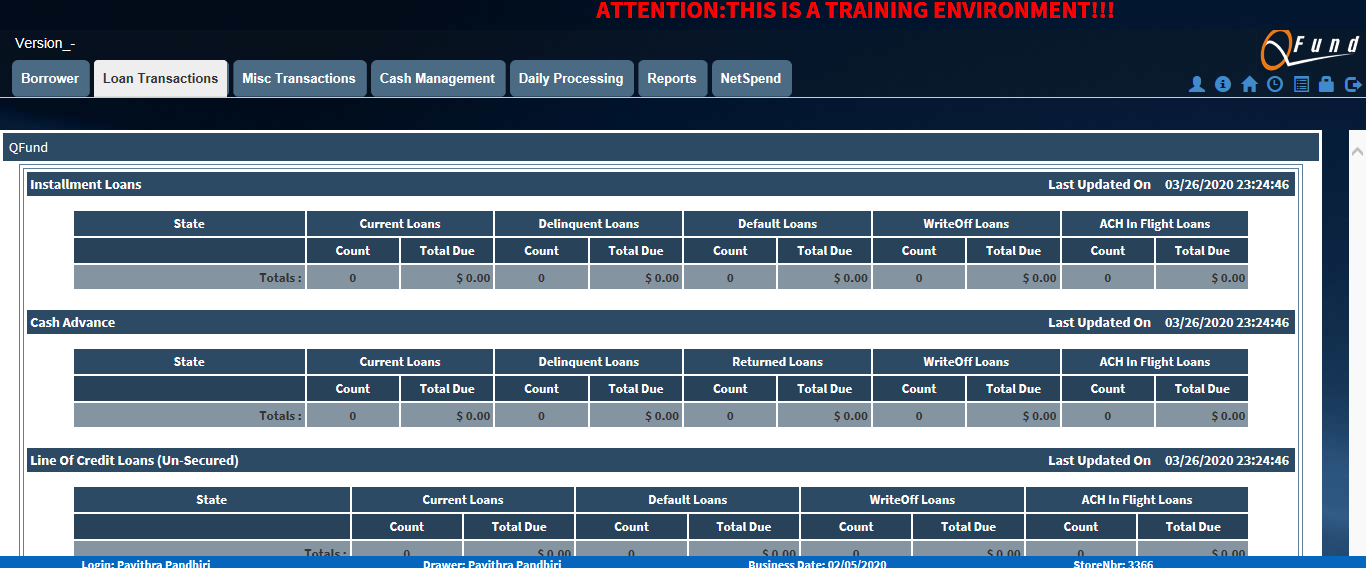 ATTENTION:THIS IS A TRAINING ENVIRONMENT!!!
Version_-
QFund
Borrower Loan Transactions Misc Transactions Cash Management Daily Processing Reports NetSpend
QFund
Installment Loans Last Updated On 03/26/2020 23:24:46
State Current Loans Delinquent Loans Default Loans WriteOff Loans ACH In Flight Loans
Count Total Due Count Total Due Count Total Due Count Total Due Count Total Due
Totals : 0 $ 0.00 0 $ 0.00 0 $ 0.00 0 $ 0.00 0 $ 0.00
Cash Advance Last Updated On 03/26/2020 23:24:46
State Current Loans Delinquent Loans Returned Loans WriteOff Loans ACH In Flight Loans
Count Total Due Count Total Due Count Total Due Count Total Due Count Total Due
Totals : 0 $ 0.00 0 $ 0.00 0 $ 0.00 0 $ 0.00 0 $ 0.00
Line Of Credit Loans (Un-Secured) Last Updated On 03/26/2020 23:24:46
State Current Loans Default Loans WriteOff Loans ACH In Flight Loans
Count Total Due Count Total Due Count Total Due Count Total Due
Totals : 0 $ 0.00 0 $ 0.00 0 $ 0.00 0 $ 0.00
Login: Pavithra Pandhiri Drawer: Pavithra Pandhiri Business Date: 02/05/2020 StoreNbr: 3366